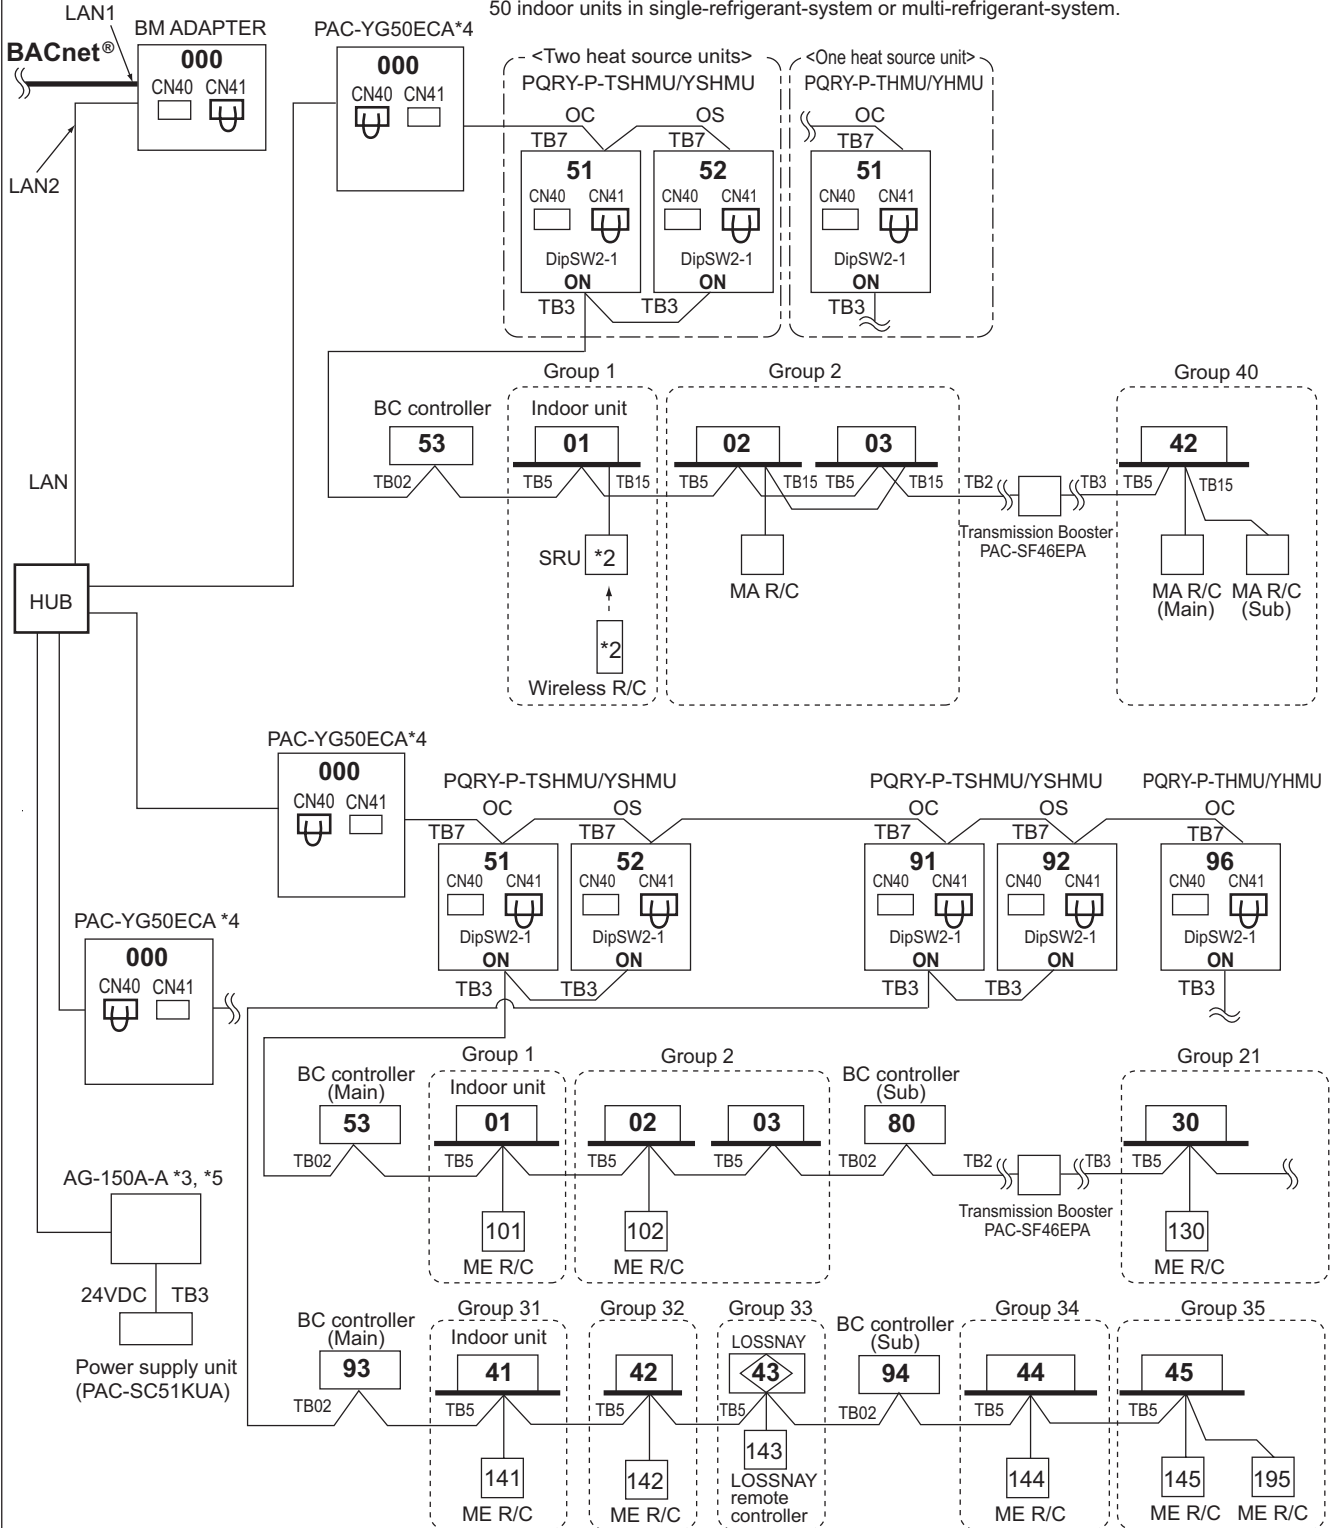 50 indoor units in single-refrigerant-system or multi-refrigerant-system.
LAN1
BM ADAPTER
PAC-YG50ECA*4
BACnet®
000
CN40 CN41
LAN2
000
CN40 CN41
<Two heat source units>
PQRY-P-TSHMU/YSHMU
<One heat source unit>
PQRY-P-THMU/YHMU
OC
OS
OC
TB7
TB7
TB7
51
52
51
CN40 CN41
CN40 CN41
CN40 CN41
DipSW2-1
DipSW2-1
DipSW2-1
ON
ON
ON
TB3
TB3
TB3
Group 1
Group 2
Group 40
BC controller
Indoor unit
53
01
02
03
42
TB02
TB5
TB15
TB5
TB15
TB5
TB15
TB2
TB3
TB5
TB15
Transmission Booster
PAC-SF46EPA
LAN
SRU
*2
MA R/C
MA R/C
(Main)
MA R/C
(Sub)
*2
Wireless R/C
HUB
PAC-YG50ECA*4
000
CN40 CN41
PQRY-P-TSHMU/YSHMU
PQRY-P-TSHMU/YSHMU
PQRY-P-THMU/YHMU
OC
OS
OC
OS
OC
TB7
TB7
TB7
TB7
TB7
51
52
91
92
96
CN40 CN41
CN40 CN41
CN40 CN41
CN40 CN41
CN40 CN41
DipSW2-1
DipSW2-1
DipSW2-1
DipSW2-1
DipSW2-1
ON
ON
ON
ON
ON
TB3
TB3
TB3
TB3
TB3
PAC-YG50ECA *4
000
CN40 CN41
Group 1
Group 2
Group 21
BC controller
(Main)
Indoor unit
BC controller
(Sub)
53
01
02
03
80
30
TB02
TB5
TB5
TB5
TB02
TB2
TB3
TB5
Transmission Booster
PAC-SF46EPA
101
102
130
ME R/C
ME R/C
ME R/C
AG-150A-A *3, *5
24VDC
TB3
Power supply unit
(PAC-SC51KUA)
Group 31
Group 32
Group 33
Group 34
Group 35
BC controller
(Main)
Indoor unit
LOSSNAY
BC controller
(Sub)
93
41
42
43
94
44
45
TB02
TB5
TB5
TB5
TB02
TB5
TB5
141
142
143
144
145
195
ME R/C
ME R/C
LOSSNAY
remote
controller
ME R/C
ME R/C
ME R/C